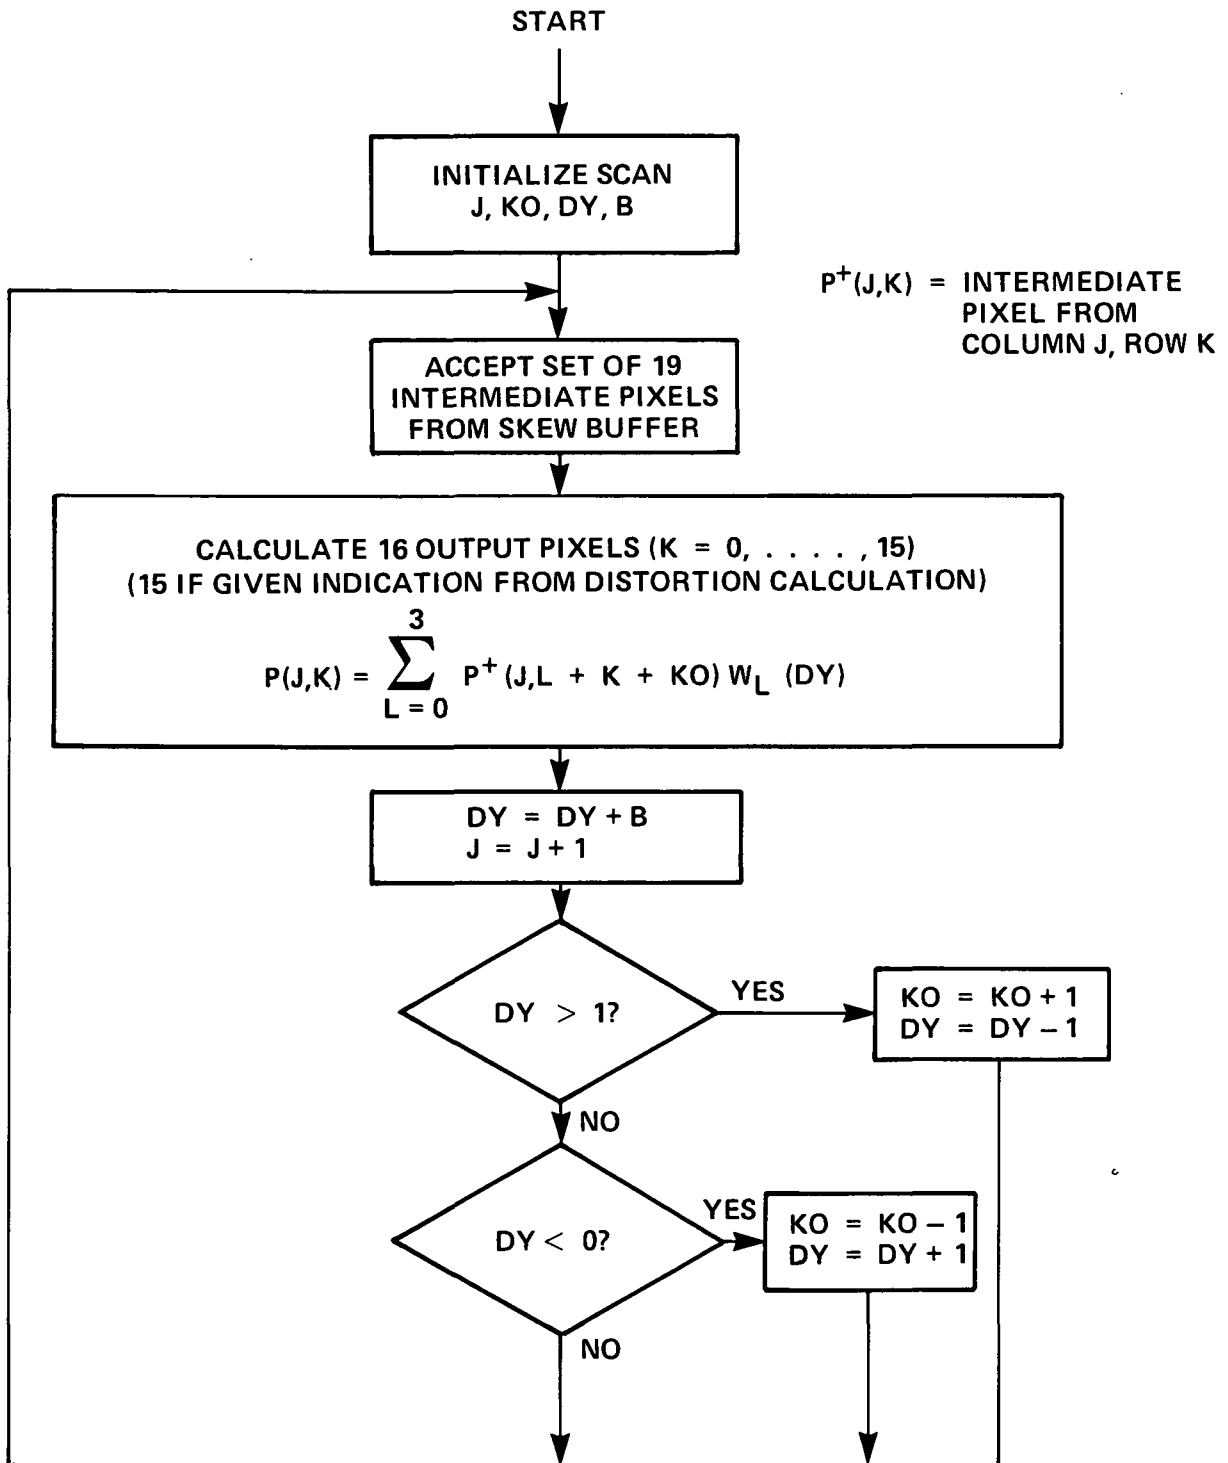 START
INITIALIZE SCAN
J, KO, DY, B
P⁺(J,K) = INTERMEDIATE
PIXEL FROM
COLUMN J, ROW K
ACCEPT SET OF 19
INTERMEDIATE PIXELS
FROM SKEW BUFFER
CALCULATE 16 OUTPUT PIXELS (K = 0, . . . . . , 15)
(15 IF GIVEN INDICATION FROM DISTORTION CALCULATION)
3
P(J,K) = ∑ P⁺(J,L + K + KO) W_L (DY)
L = 0
DY = DY + B
J = J + 1
DY > 1?
YES
KO = KO + 1
DY = DY − 1
NO
DY < 0?
YES
KO = KO − 1
DY = DY + 1
NO